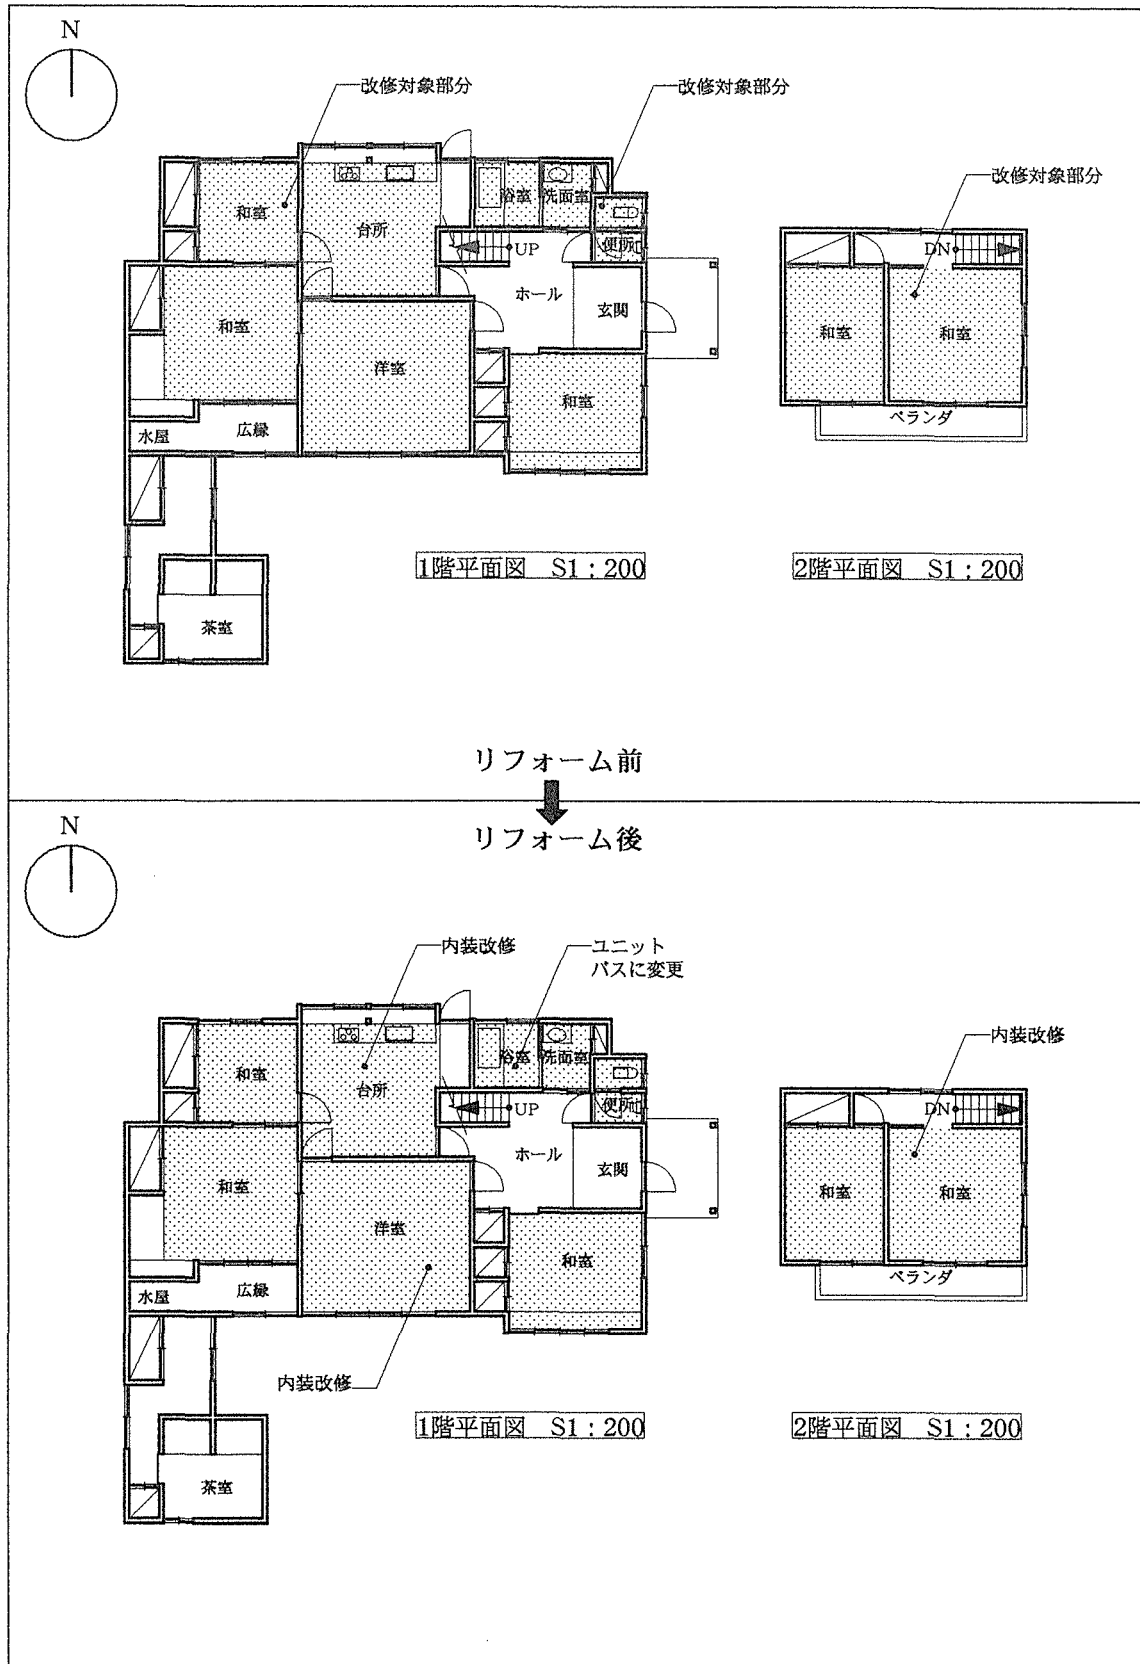 N
改修対象部分
改修対象部分
改修対象部分
和室
台所
浴室
洗面室
便所
UP
DN
ホール
玄関
和室
洋室
和室
和室
和室
ベランダ
水屋
広縁
茶室
1階平面図 S1:200
2階平面図 S1:200
リフォーム前
リフォーム後
N
内装改修
ユニット
バスに変更
内装改修
和室
台所
浴室
洗面室
便所
UP
DN
ホール
玄関
和室
洋室
和室
和室
和室
ベランダ
水屋
広縁
内装改修
茶室
1階平面図 S1:200
2階平面図 S1:200